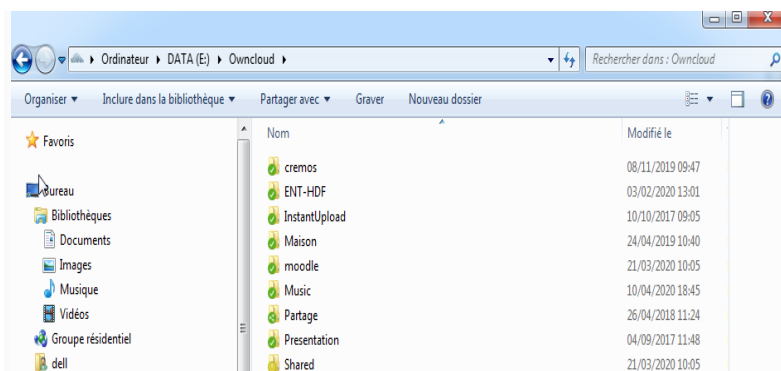 Ordinateur ▸ DATA (E:) ▸ Owncloud ▸
Rechercher dans : Owncloud
Organiser ▾ Inclure dans la bibliothèque ▾ Partager avec ▾ Graver Nouveau dossier
Favoris
Bureau
Bibliothèques
Documents
Images
Musique
Vidéos
Groupe résidentiel
dell
Nom Modifié le
cremos 08/11/2019 09:47
ENT-HDF 03/02/2020 13:01
InstantUpload 10/10/2017 09:05
Maison 24/04/2019 10:40
moodle 21/03/2020 10:05
Music 10/04/2020 18:45
Partage 26/04/2018 11:24
Presentation 04/09/2017 11:48
Shared 21/03/2020 10:05